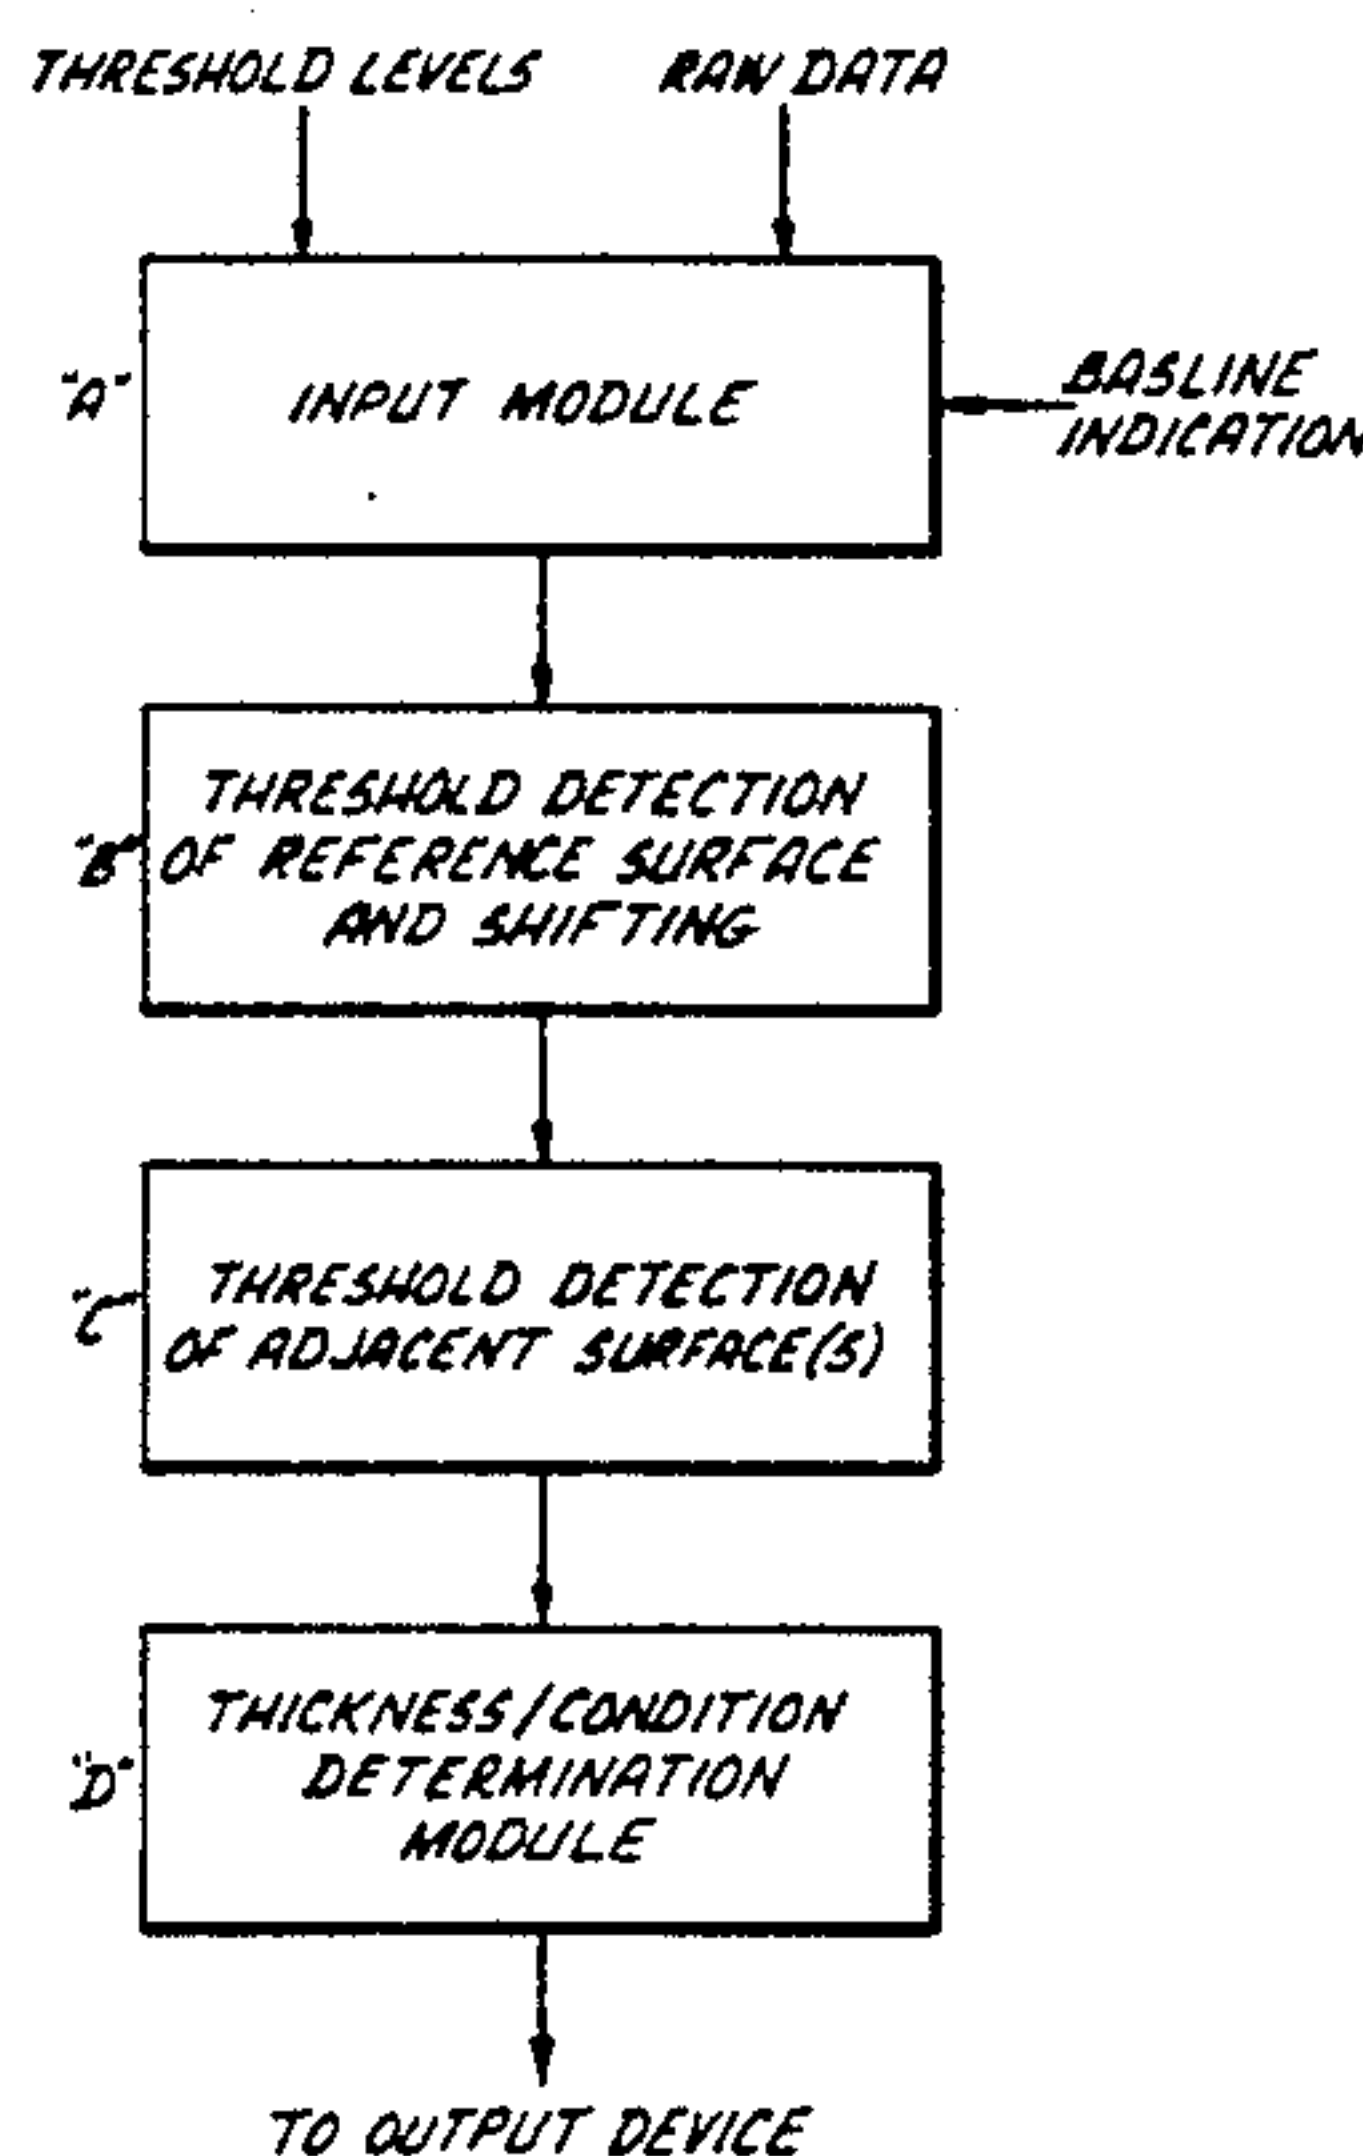 THRESHOLD LEVELS
RAW DATA
"A"
INPUT MODULE
BASLINE
INDICATION
"B"
THRESHOLD DETECTION
OF REFERENCE SURFACE
AND SHIFTING
"C"
THRESHOLD DETECTION
OF ADJACENT SURFACE(S)
"D"
THICKNESS/CONDITION
DETERMINATION
MODULE
TO OUTPUT DEVICE